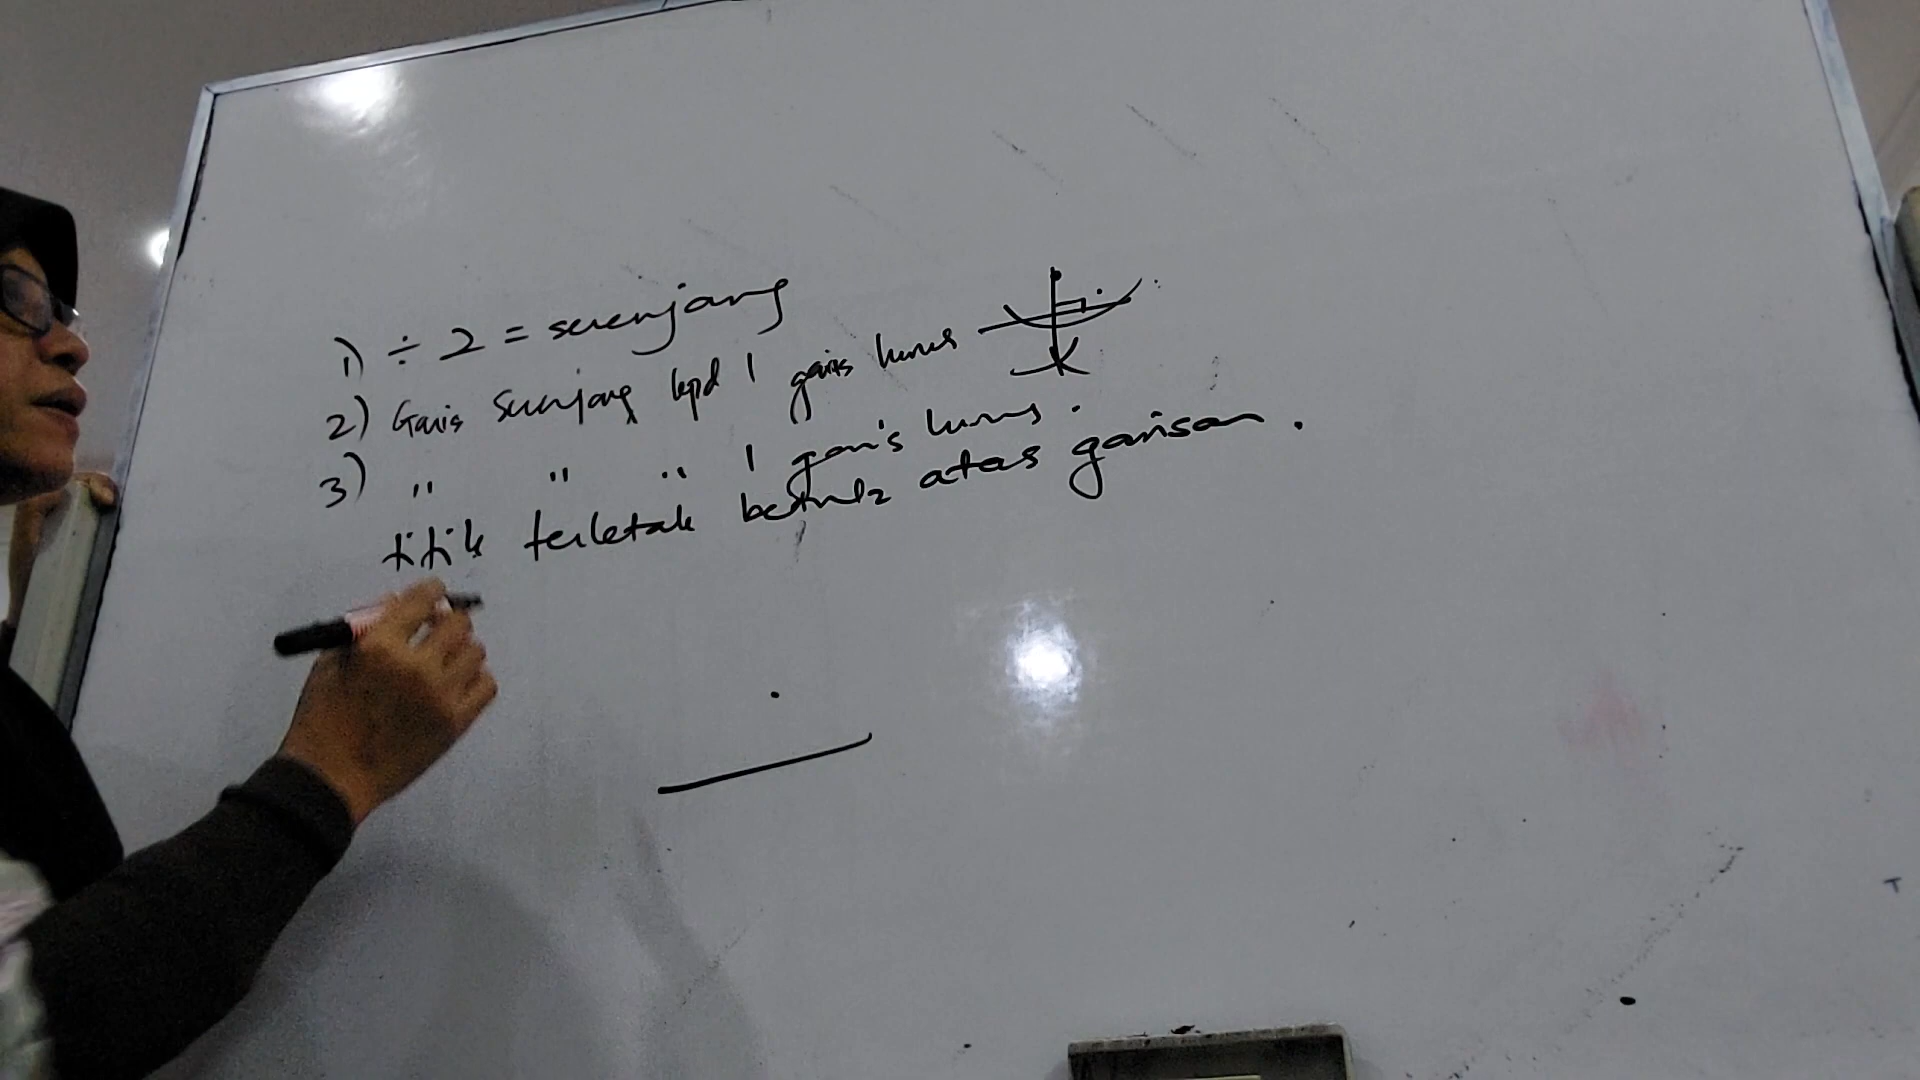 1) ÷ 2 = serenjang
2) Garis serenjang kpd 1 garis lurus
3) " " " 1 garis lurus.
titik terletak betul2 atas garisan.
T